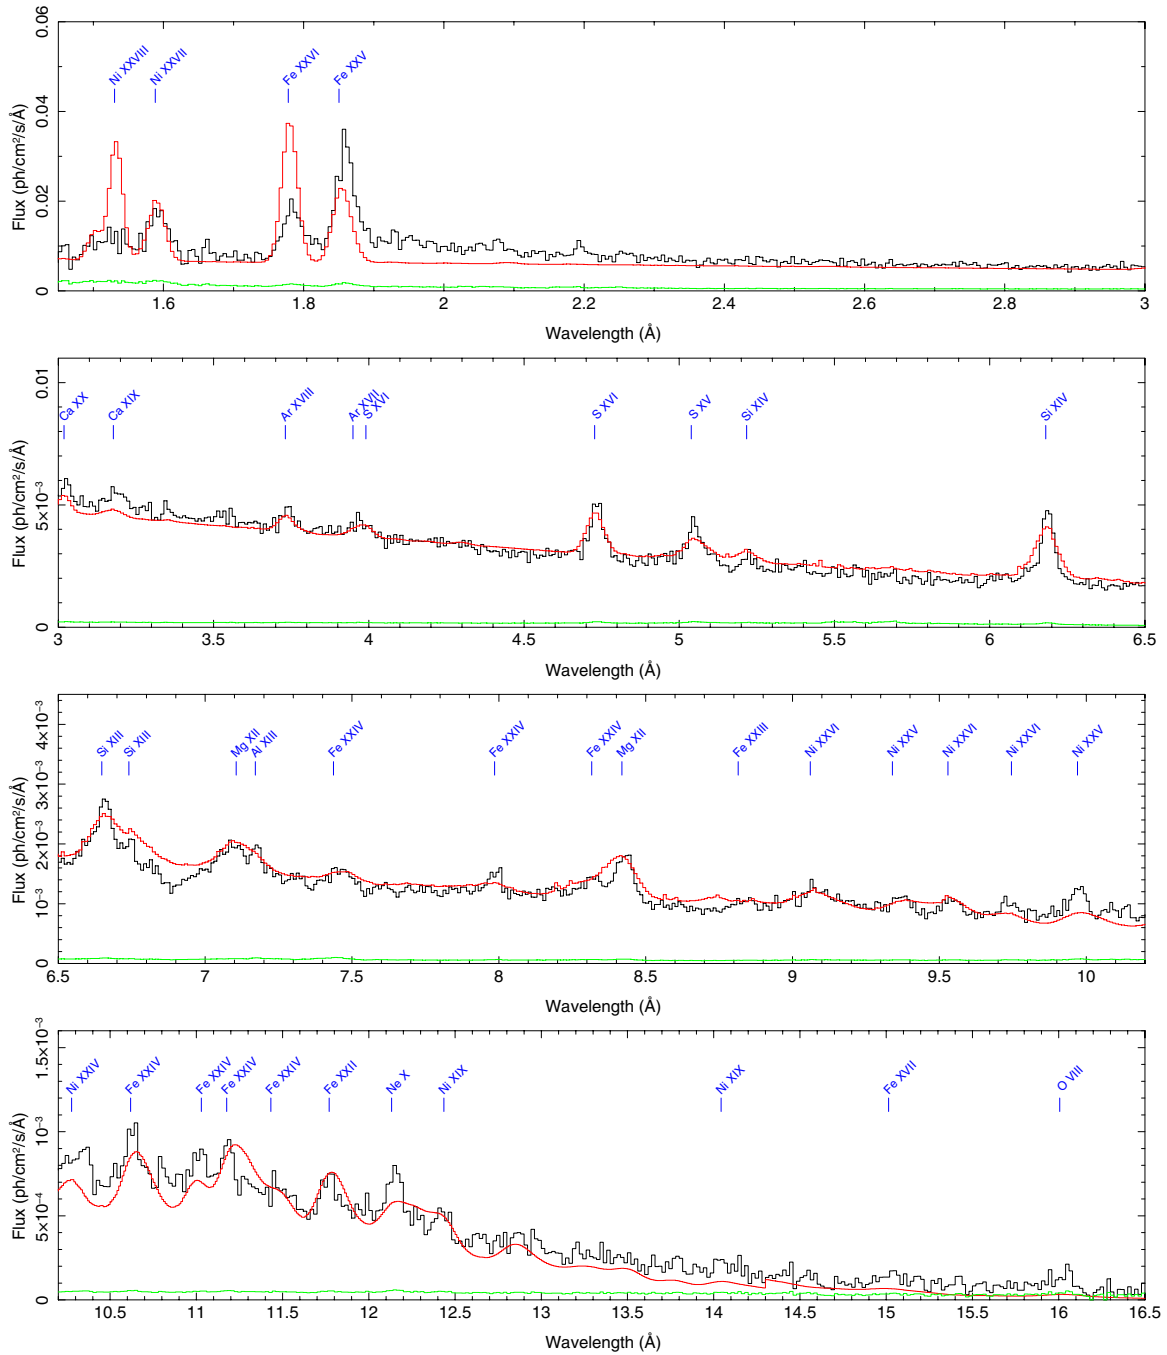 0.06
0.04
0.02
0
Flux (ph/cm²/s/Å)
Ni XXVIII
Ni XXVII
Fe XXVI
Fe XXV
1.6 1.8 2 2.2 2.4 2.6 2.8 3
Wavelength (Å)
0.01
5×10⁻³
0
Flux (ph/cm²/s/Å)
Ca XX
Ca XIX
Ar XVIII
Ar XVII
S XVI
S XVI
S XV
Si XIV
Si XIV
3 3.5 4 4.5 5 5.5 6 6.5
Wavelength (Å)
4×10⁻³
3×10⁻³
2×10⁻³
10⁻³
0
Flux (ph/cm²/s/Å)
Si XIII
Si XIII
Mg XII
Al XIII
Fe XXIV
Fe XXIV
Fe XXIV
Mg XII
Fe XXIII
Ni XXVI
Ni XXV
Ni XXVI
Ni XXVI
Ni XXV
6.5 7 7.5 8 8.5 9 9.5 10
Wavelength (Å)
1.5×10⁻³
10⁻³
5×10⁻⁴
0
Flux (ph/cm²/s/Å)
Ni XXIV
Fe XXIV
Fe XXIV
Fe XXIV
Fe XXIV
Fe XXII
Ne X
Ni XIX
Ni XIX
Fe XVII
O VIII
10.5 11 11.5 12 12.5 13 13.5 14 14.5 15 15.5 16 16.5
Wavelength (Å)